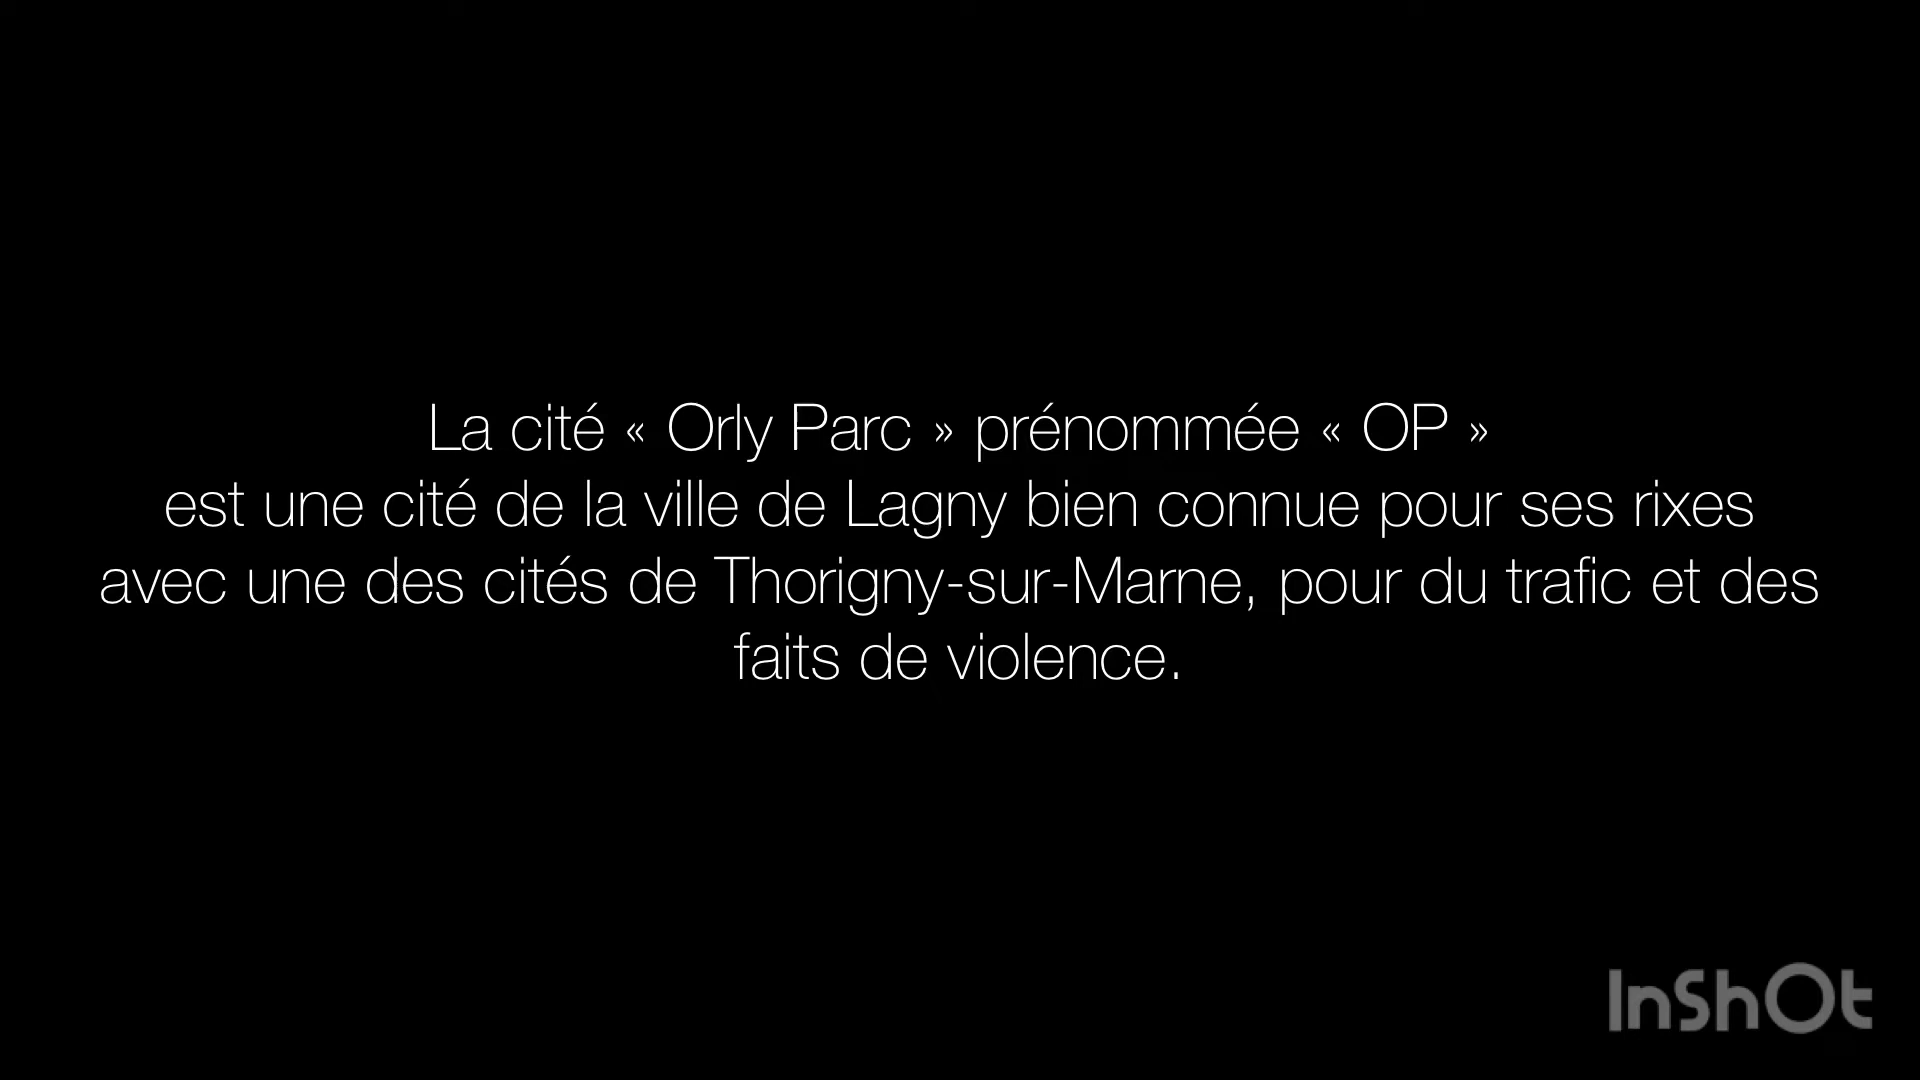 La cité « Orly Parc » prénommée « OP »
est une cité de la ville de Lagny bien connue pour ses rixes
avec une des cités de Thorigny-sur-Marne, pour du trafic et des
faits de violence.
InShOt